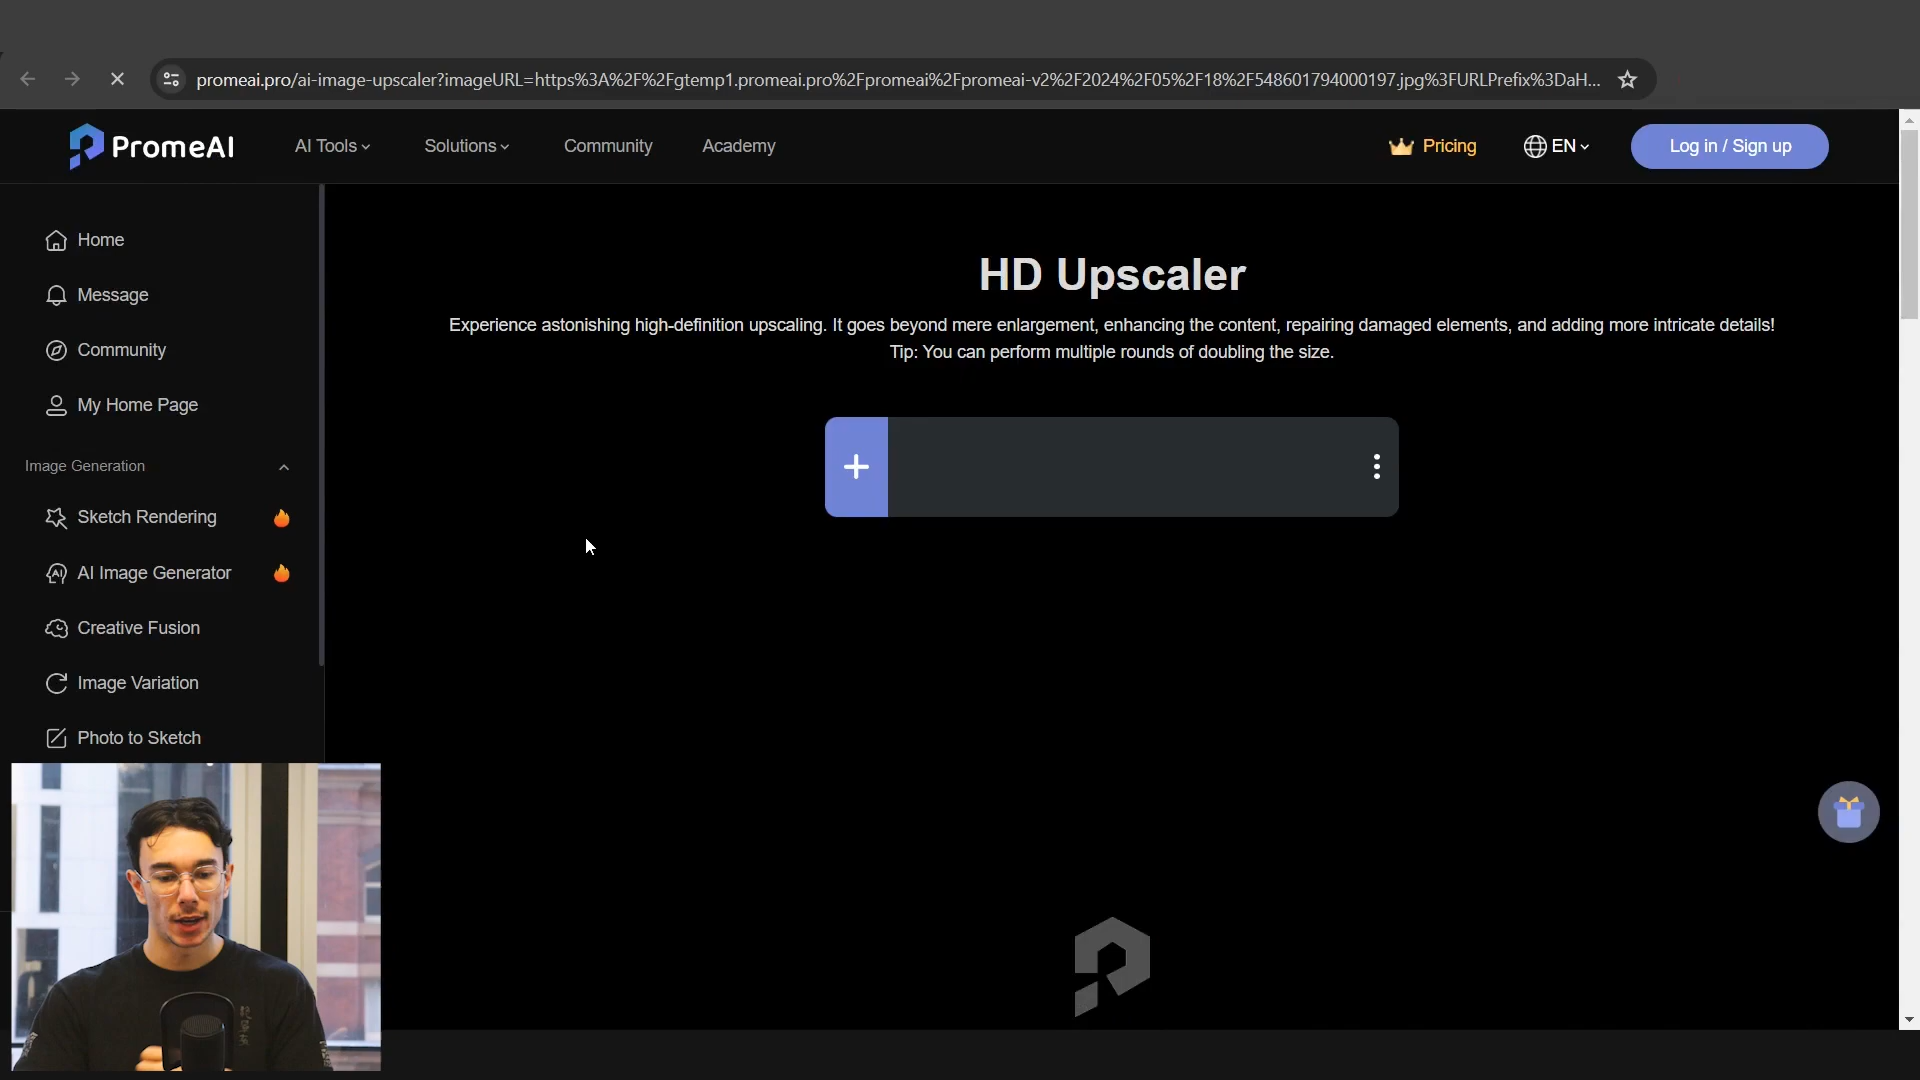 promeai.pro/ai-image-upscaler?imageURL=https%3A%2F%2Fgtemp1.promeai.pro%2Fpromeai%2Fpromeai-v2%2F2024%2F05%2F18%2F548601794000197.jpg%3FURLPrefix%3DaH...
PromeAI
AI Tools
Solutions
Community
Academy
Pricing
EN
Log in / Sign up
Home
Message
Community
My Home Page
Image Generation
Sketch Rendering
AI Image Generator
Creative Fusion
Image Variation
Photo to Sketch
HD Upscaler
Experience astonishing high-definition upscaling. It goes beyond mere enlargement, enhancing the content, repairing damaged elements, and adding more intricate details!
Tip: You can perform multiple rounds of doubling the size.